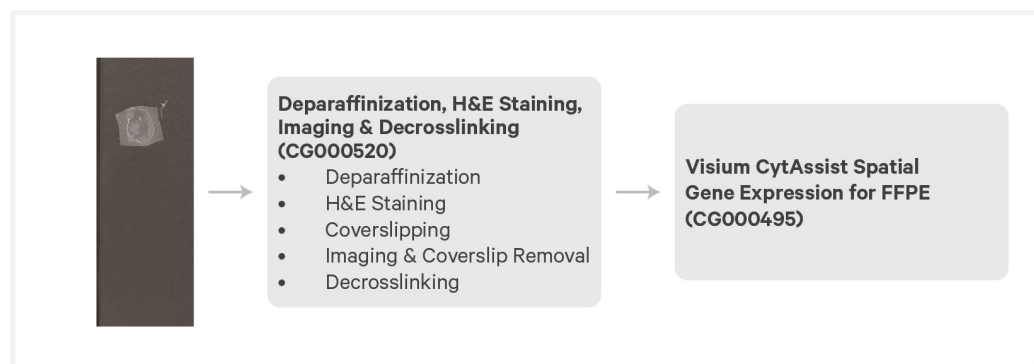 Deparaffinization, H&E Staining,
Imaging & Decrosslinking
(CG000520)
• Deparaffinization
• H&E Staining
• Coverslipping
• Imaging & Coverslip Removal
• Decrosslinking
Visium CytAssist Spatial
Gene Expression for FFPE
(CG000495)